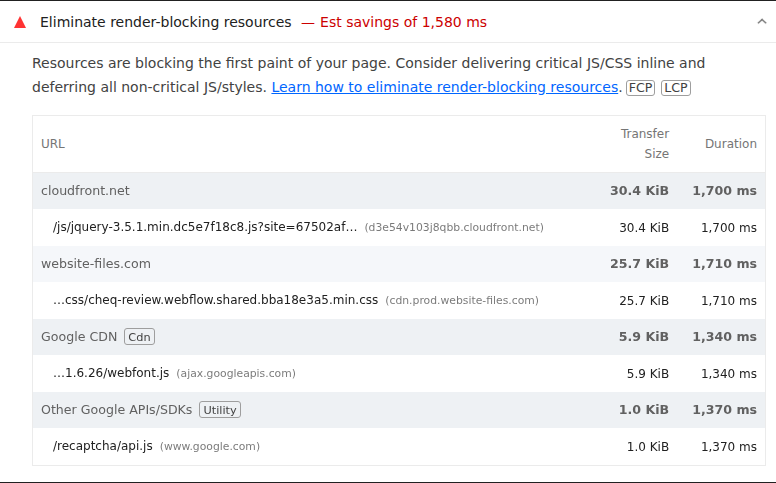 Eliminate render-blocking resources — Est savings of 1,580 ms
Resources are blocking the first paint of your page. Consider delivering critical JS/CSS inline and
deferring all non-critical JS/styles. Learn how to eliminate render-blocking resources. FCP LCP
URL Transfer Size Duration
cloudfront.net 30.4 KiB 1,700 ms
/js/jquery-3.5.1.min.dc5e7f18c8.js?site=67502af… (d3e54v103j8qbb.cloudfront.net) 30.4 KiB 1,700 ms
website-files.com 25.7 KiB 1,710 ms
…css/cheq-review.webflow.shared.bba18e3a5.min.css (cdn.prod.website-files.com) 25.7 KiB 1,710 ms
Google CDN Cdn 5.9 KiB 1,340 ms
…1.6.26/webfont.js (ajax.googleapis.com) 5.9 KiB 1,340 ms
Other Google APIs/SDKs Utility 1.0 KiB 1,370 ms
/recaptcha/api.js (www.google.com) 1.0 KiB 1,370 ms